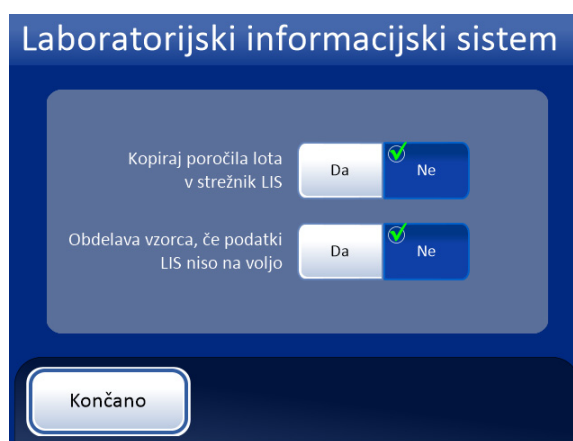 Laboratorijski informacijski sistem
Kopiraj poročila lota
v strežnik LIS
Da
Ne
Obdelava vzorca, če podatki
LIS niso na voljo
Da
Ne
Končano